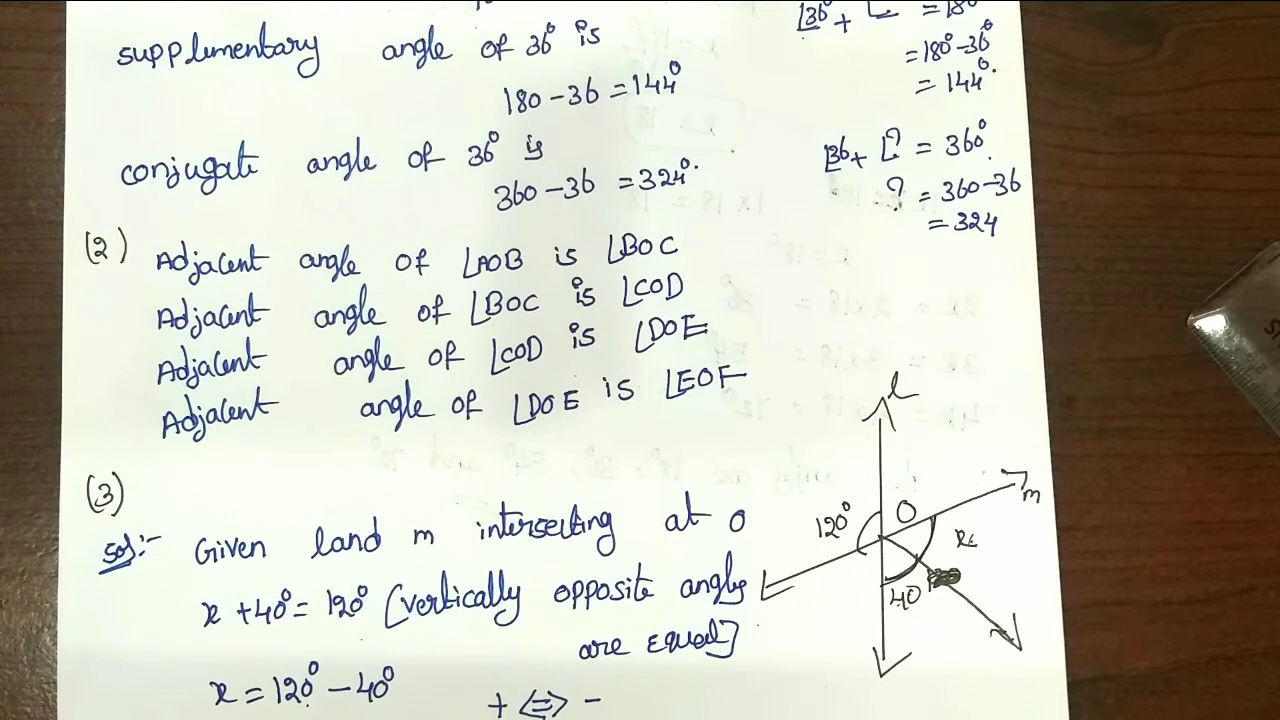 supplimentary angle of 36° is
180 - 36 = 144°
conjugate angle of 36° is
360 - 36 = 324°.
= 180° - 36°
= 144°.
∠36 + ∠? = 360°
? = 360 - 36
= 324
(2) Adjacent angle of ∠AOB is ∠BOC
Adjacent angle of ∠BOC is ∠COD
Adjacent angle of ∠COD is ∠DOE
Adjacent angle of ∠DOE is ∠EOF
(3)
Sol:- Given l and m intersecting at O
x + 40° = 120° [vertically opposite angles
are equal]
x = 120° - 40°
+ <=> -
l
m
O
120°
x
40